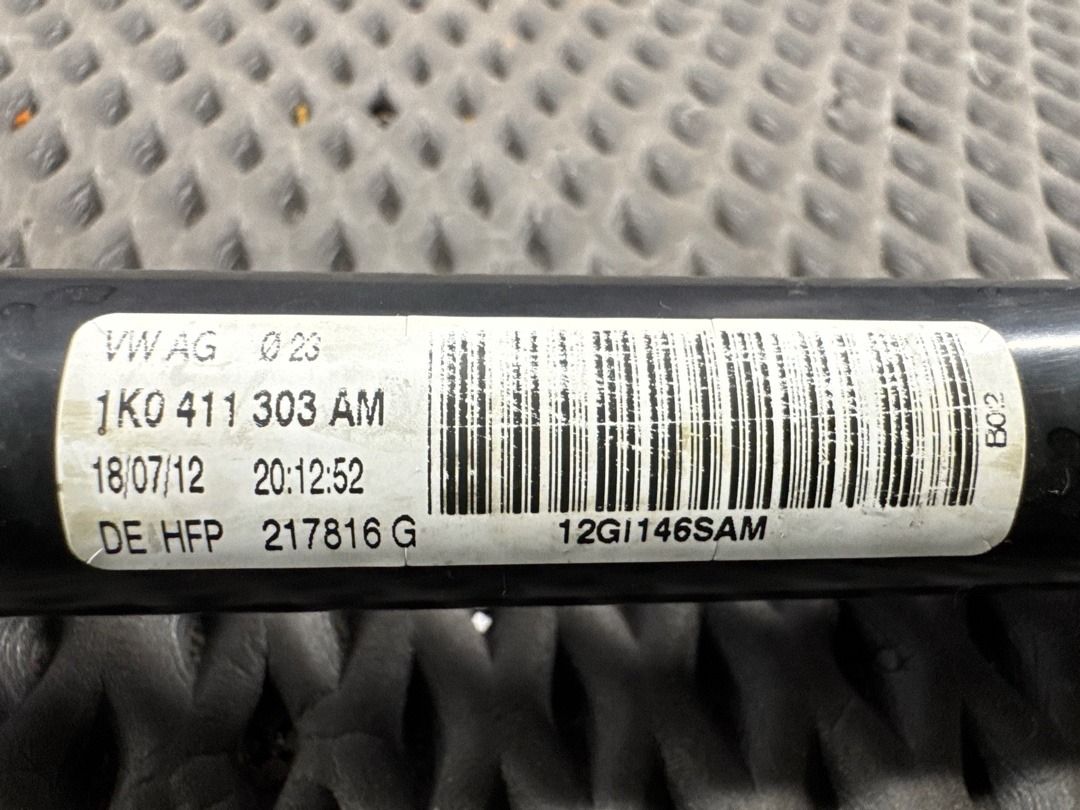 VW AG Ø 23
1K0 411 303 AM
18/07/12 20:12:52
DE HFP 217816 G
12GI146SAM
B02